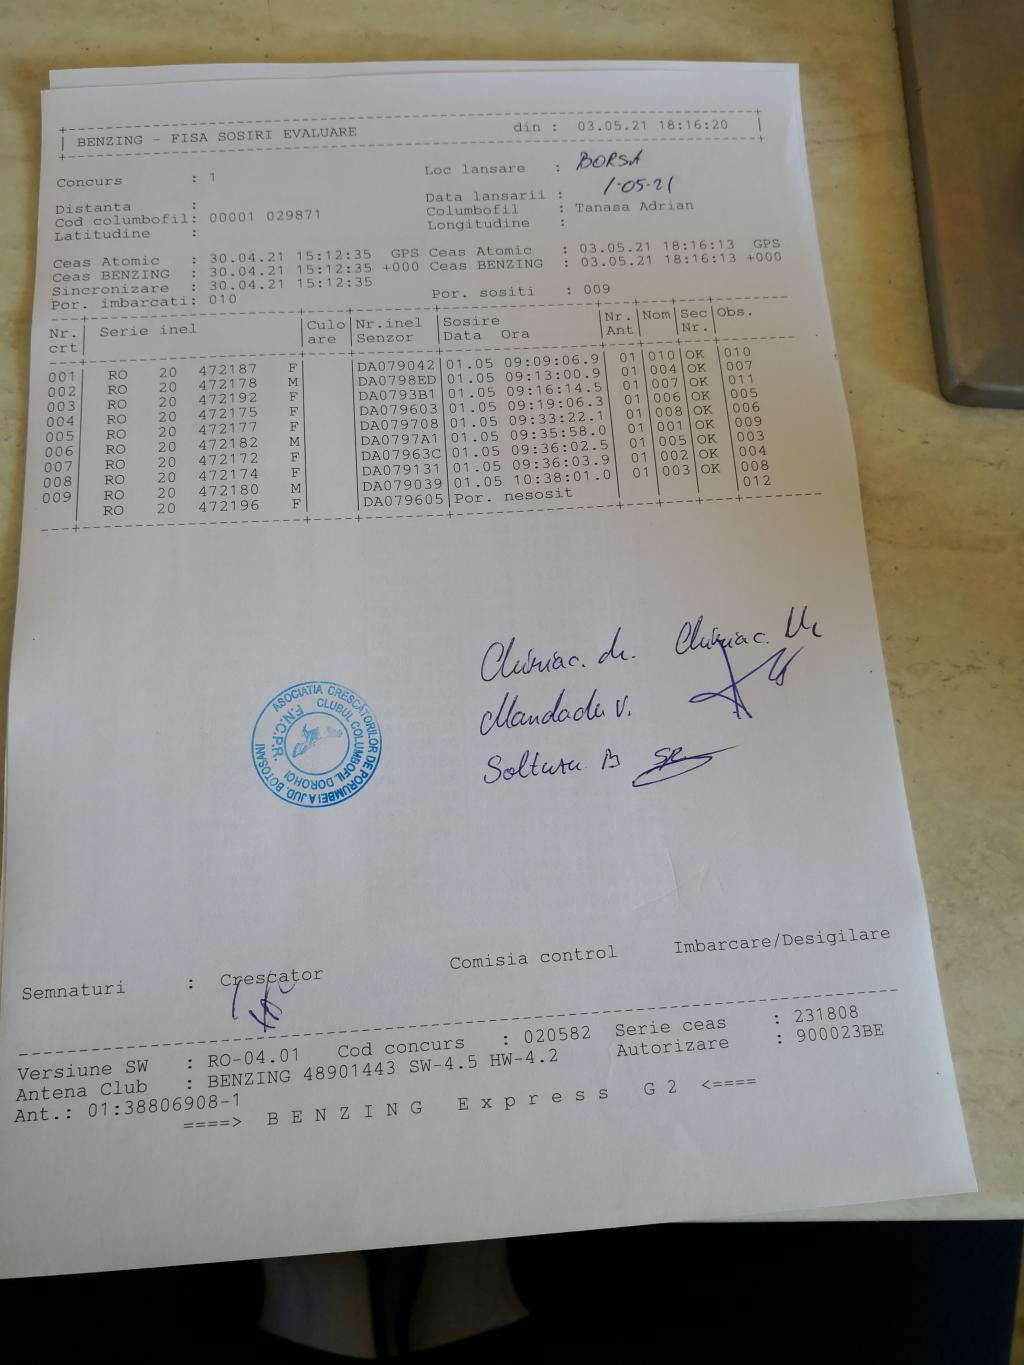 BENZING - FISA SOSIRI EVALUARE din : 03.05.21 18:16:20
Concurs : 1 Loc lansare : BORSA
Data lansarii : 1.05.21
Distanta :
Cod columbofil: 00001 029871 Columbofil : Tanasa Adrian
Latitudine : Longitudine :
Ceas Atomic : 30.04.21 15:12:35 GPS Ceas Atomic : 03.05.21 18:16:13 GPS
Ceas BENZING : 30.04.21 15:12:35 +000 Ceas BENZING : 03.05.21 18:16:13 +000
Sincronizare : 30.04.21 15:12:35
Por. imbarcati: 010 Por. sositi : 009
Nr. Serie inel Culo Nr.inel Sosire Nr. Nom Sec Obs.
crt are Senzor Data Ora Ant Nr.
001 RO 20 472187 F DA079042 01.05 09:09:06.9 01 010 OK 010
002 RO 20 472178 M DA0798ED 01.05 09:13:00.9 01 004 OK 007
003 RO 20 472192 F DA0793B1 01.05 09:16:14.5 01 007 OK 011
004 RO 20 472175 F DA079603 01.05 09:19:06.3 01 006 OK 005
005 RO 20 472177 F DA079708 01.05 09:33:22.1 01 008 OK 006
006 RO 20 472182 M DA0797A1 01.05 09:35:58.0 01 001 OK 009
007 RO 20 472172 F DA07963C 01.05 09:36:02.5 01 005 OK 003
008 RO 20 472174 F DA079131 01.05 09:36:03.9 01 002 OK 004
009 RO 20 472180 M DA079039 01.05 10:38:01.0 01 003 OK 008
RO 20 472196 F DA079605 Por. nesosit 012
ASOCIATIA CRESCATORILOR DE PORUMBEI A JUD. BOTOSANI
CLUBUL COLUMBOFIL DOROHOI
F.N.C.P.R.
Semnaturi : Crescator Comisia control Imbarcare/Desigilare
Versiune SW : RO-04.01 Cod concurs : 020582 Serie ceas : 231808
Antena Club : BENZING 48901443 SW-4.5 HW-4.2 Autorizare : 900023BE
Ant.: 01:38806908-1
====> B E N Z I N G E x p r e s s G 2 <====